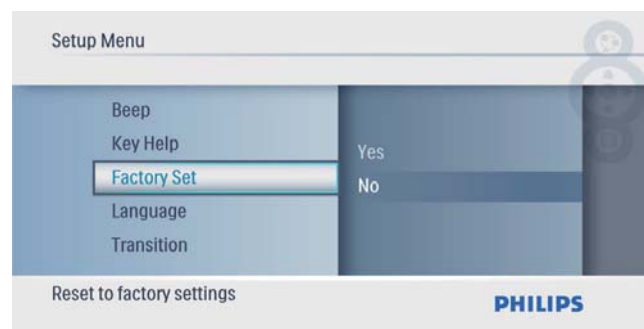 Setup Menu
Beep
Key Help
Factory Set
Language
Transition
Yes
No
Reset to factory settings
PHILIPS